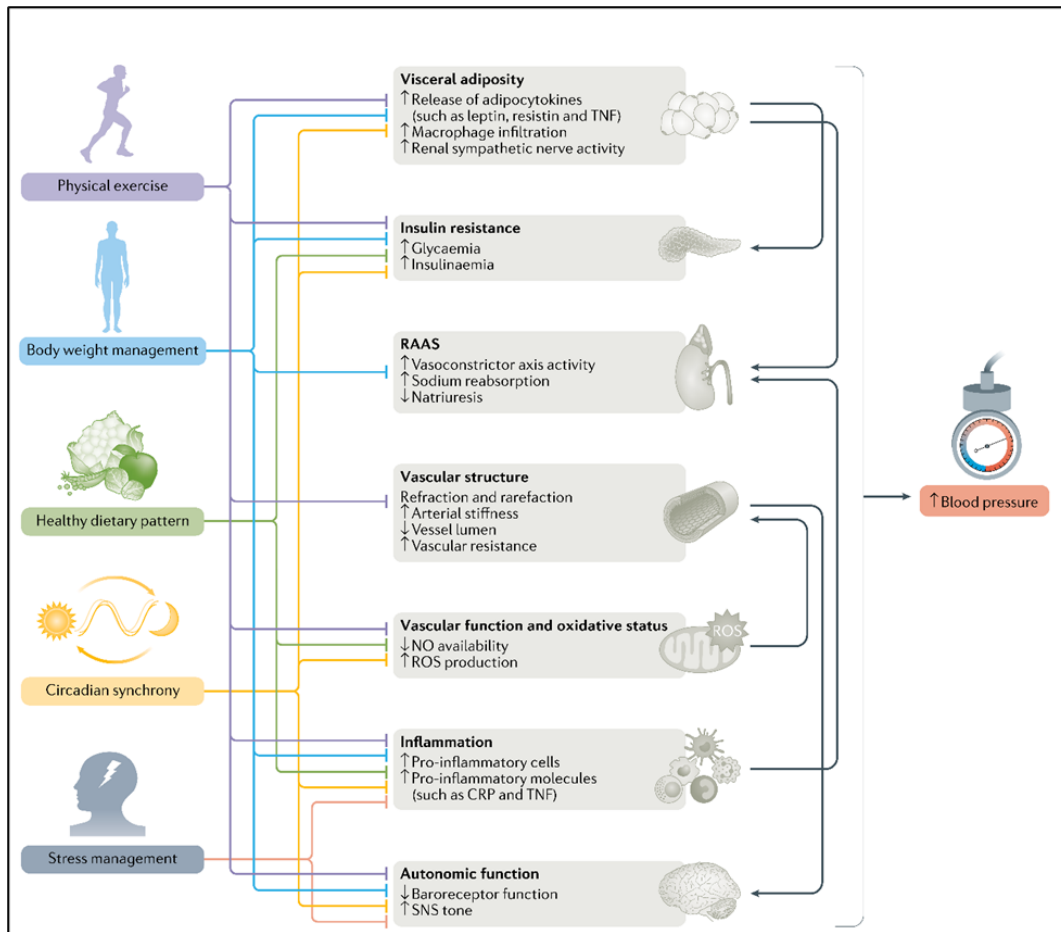 Physical exercise
Body weight management
Healthy dietary pattern
Circadian synchrony
Stress management
Visceral adiposity
↑Release of adipocytokines
(such as leptin, resistin and TNF)
↑Macrophage infiltration
↑Renal sympathetic nerve activity
Insulin resistance
↑Glycaemia
↑Insulinaemia
RAAS
↑Vasoconstrictor axis activity
↑Sodium reabsorption
↓Natriuresis
Vascular structure
Refraction and rarefaction
↑Arterial stiffness
↓Vessel lumen
↑Vascular resistance
Vascular function and oxidative status
↓NO availability
↑ROS production
ROS
Inflammation
↑Pro-inflammatory cells
↑Pro-inflammatory molecules
(such as CRP and TNF)
Autonomic function
↓Baroreceptor function
↑SNS tone
↑Blood pressure